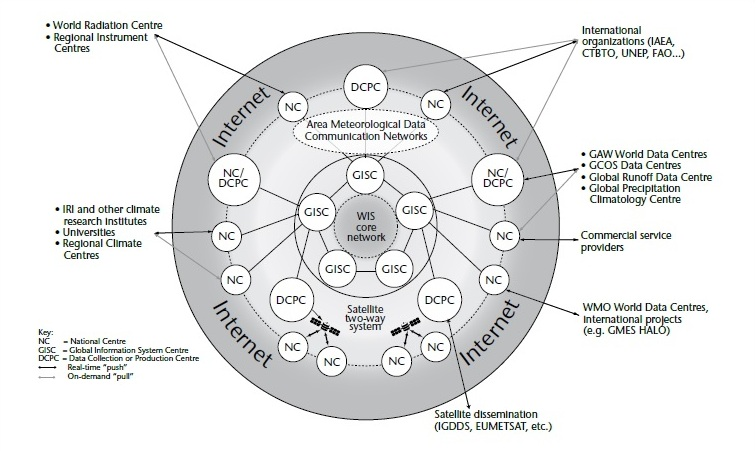 • World Radiation Centre
• Regional Instrument
Centres
International
organizations (IAEA,
CTBTO, UNEP, FAO...)
Internet
Internet
DCPC
NC
NC
Area Meteorological Data
Communication Networks
NC/
DCPC
GISC
NC/
DCPC
• GAW World Data Centres
• GCOS Data Centres
• Global Runoff Data Centre
• Global Precipitation
Climatology Centre
• IRI and other climate
research institutes
• Universities
• Regional Climate
Centres
GISC
GISC
WIS
core
network
NC
NC
Commercial service
providers
GISC
GISC
NC
NC
DCPC
DCPC
Satellite
two-way
system
WMO World Data Centres,
International projects
(e.g. GMES HALO)
Internet
Internet
NC
NC
NC
NC
Key:
NC = National Centre
GISC = Global Information System Centre
DCPC = Data Collection or Production Centre
Real-time "push"
On-demand "pull"
Satellite dissemination
(IGDDS, EUMETSAT, etc.)